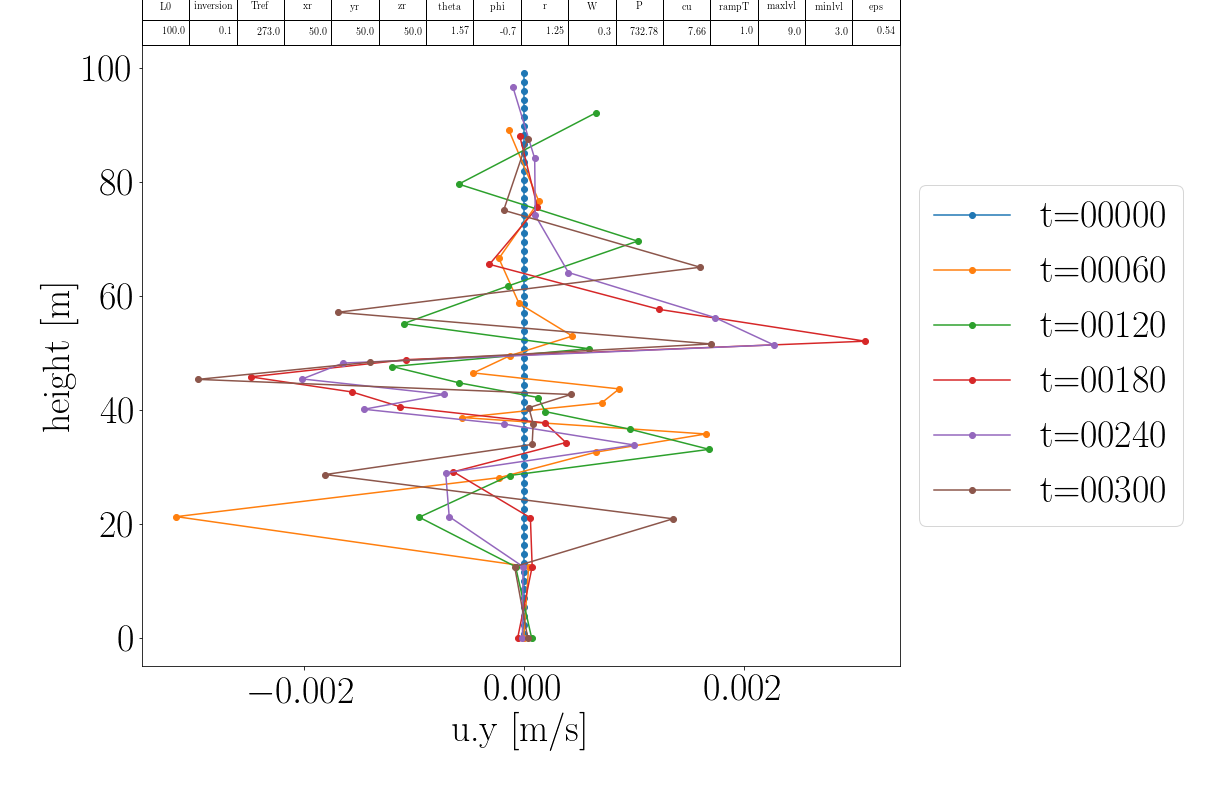 L0 inversion Tref xr yr zr theta phi r W P cu rampT maxlvl minlvl eps
100.0 0.1 273.0 50.0 50.0 50.0 1.57 -0.7 1.25 0.3 732.78 7.66 1.0 9.0 3.0 0.54
100
80
60
40
20
0
height [m]
−0.002 0.000 0.002
u.y [m/s]
t=00000
t=00060
t=00120
t=00180
t=00240
t=00300